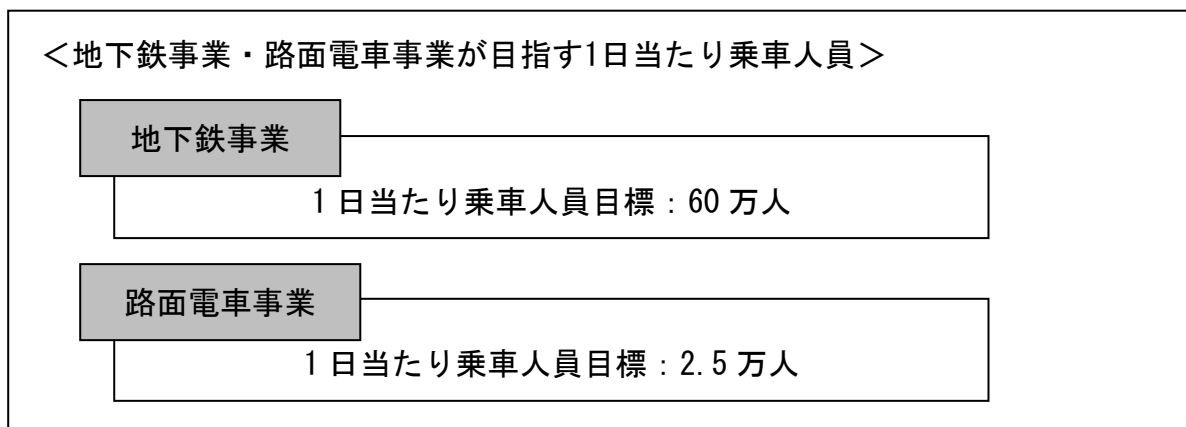 ＜地下鉄事業・路面電車事業が目指す1日当たり乗車人員＞
地下鉄事業
1日当たり乗車人員目標：60万人
路面電車事業
1日当たり乗車人員目標：2.5万人